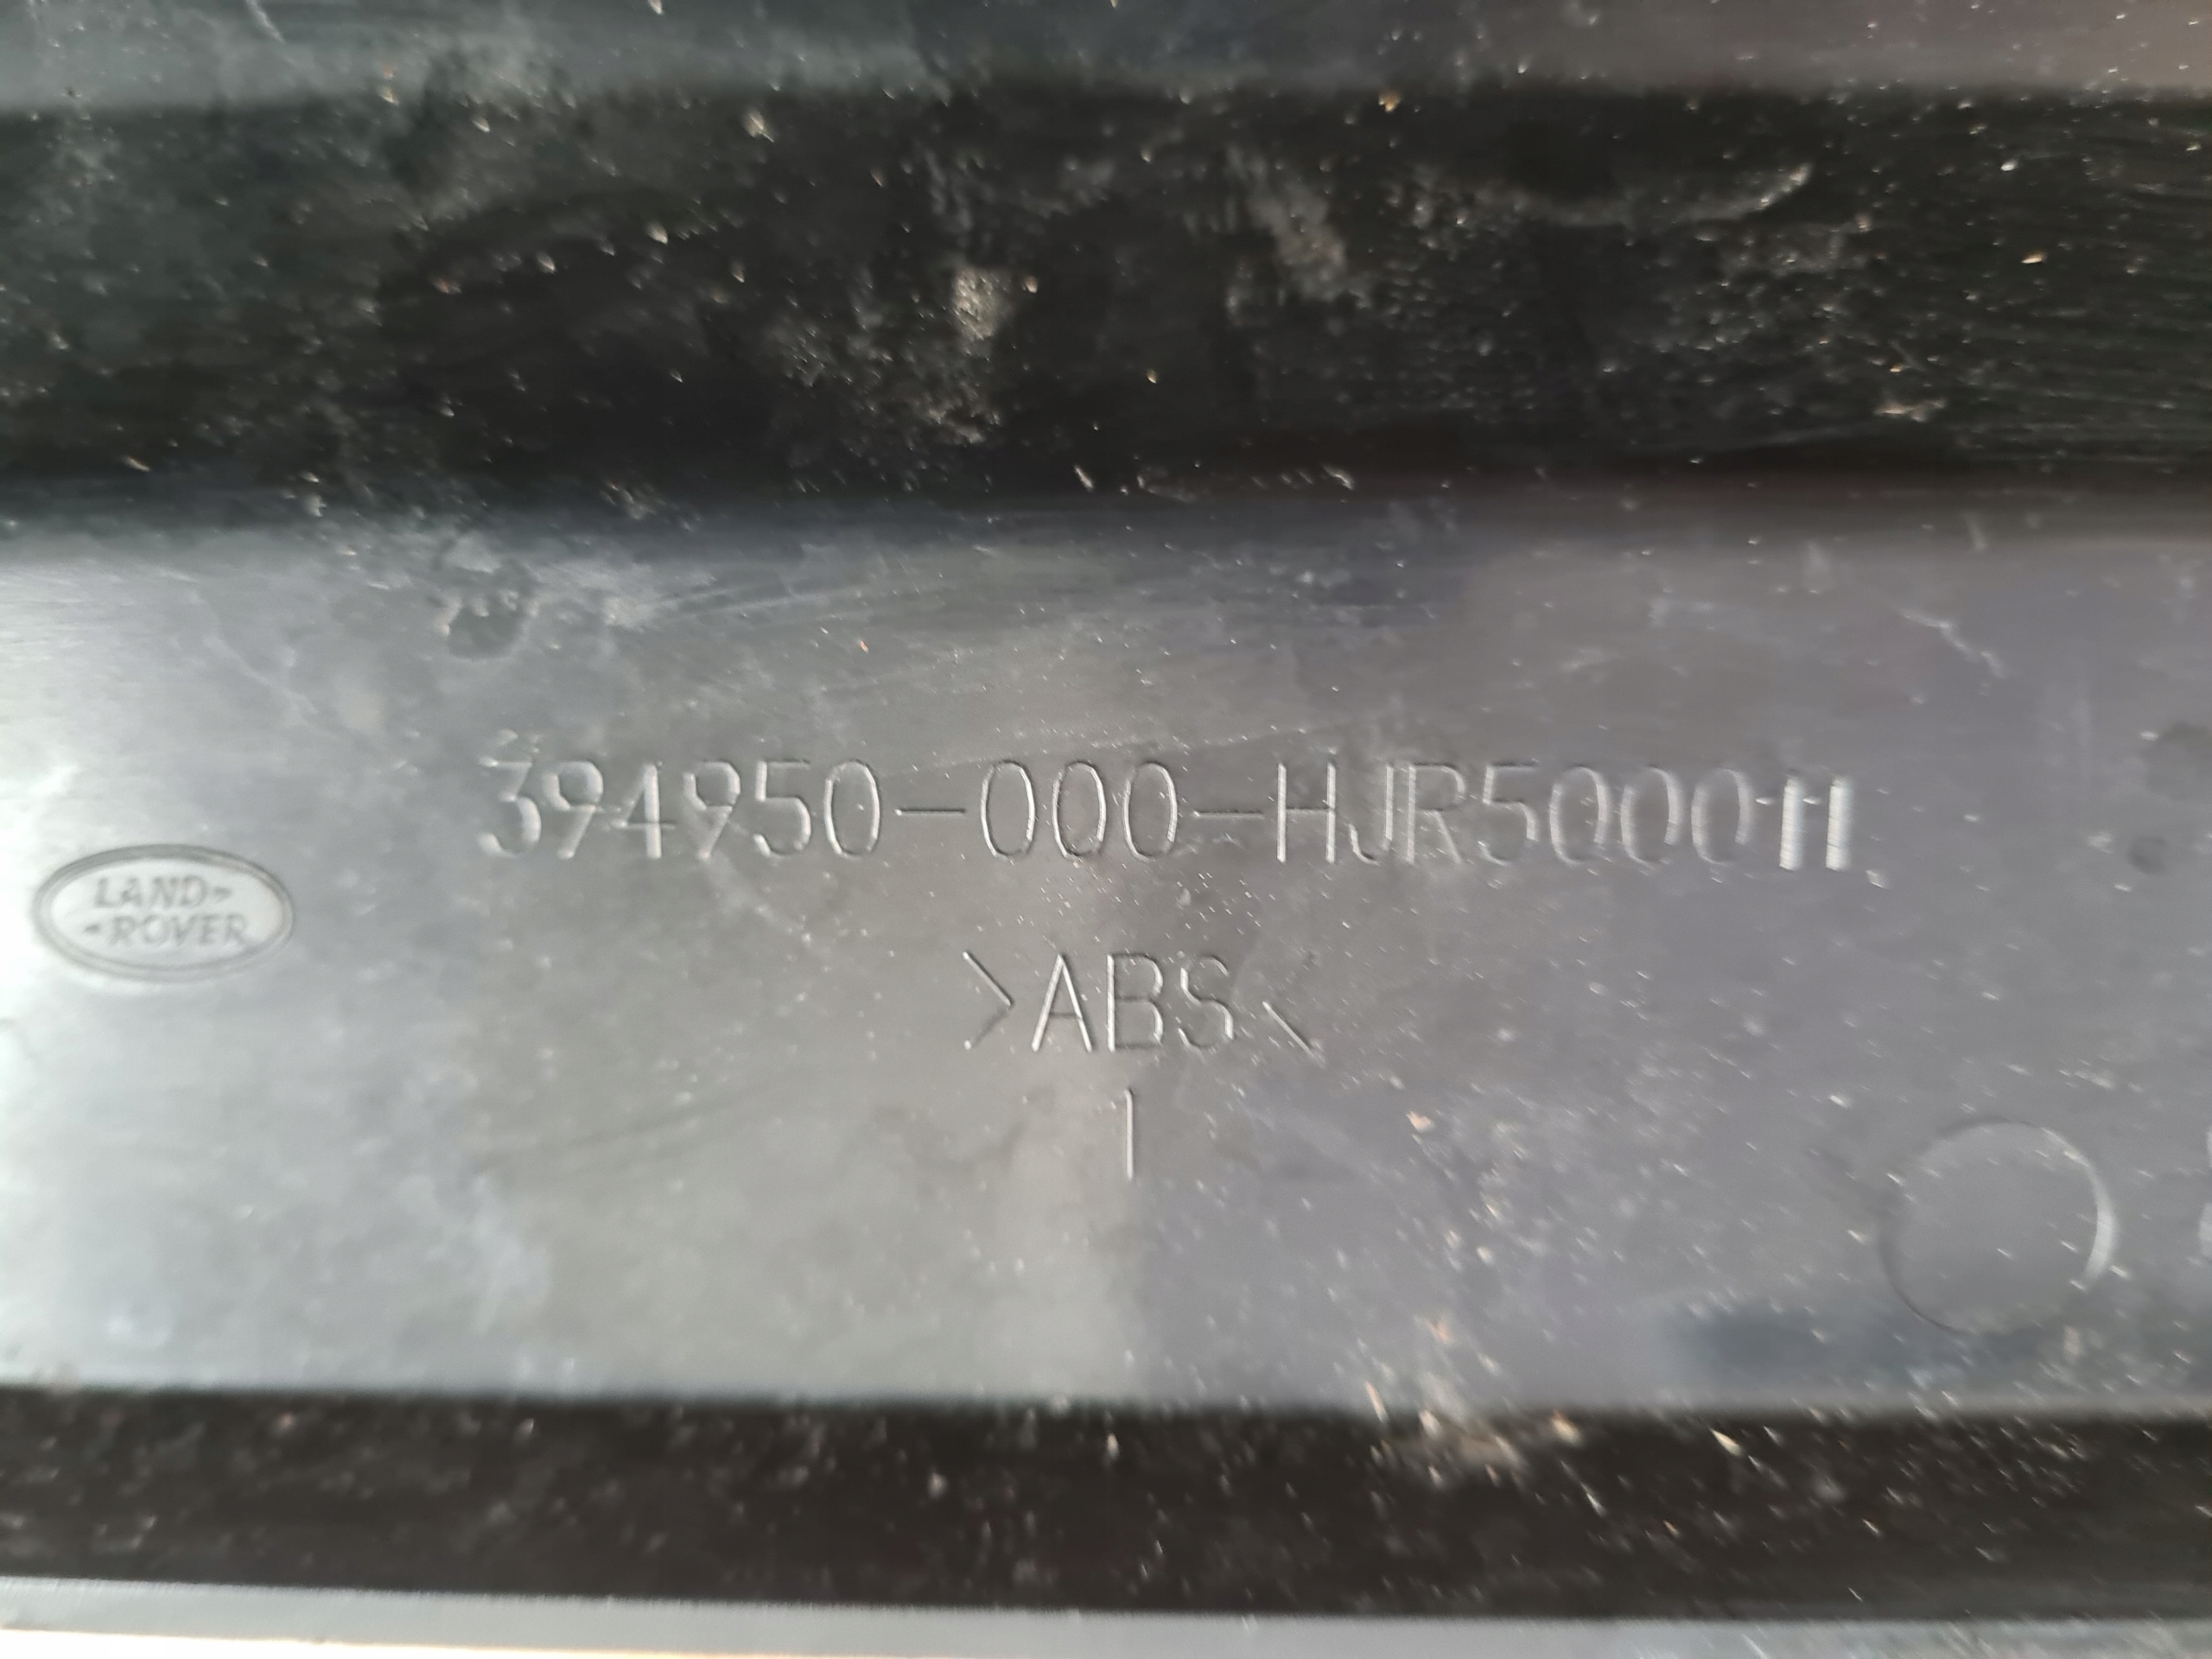 394950-000-HJR500011
LAND-
-ROVER
>ABS<
1